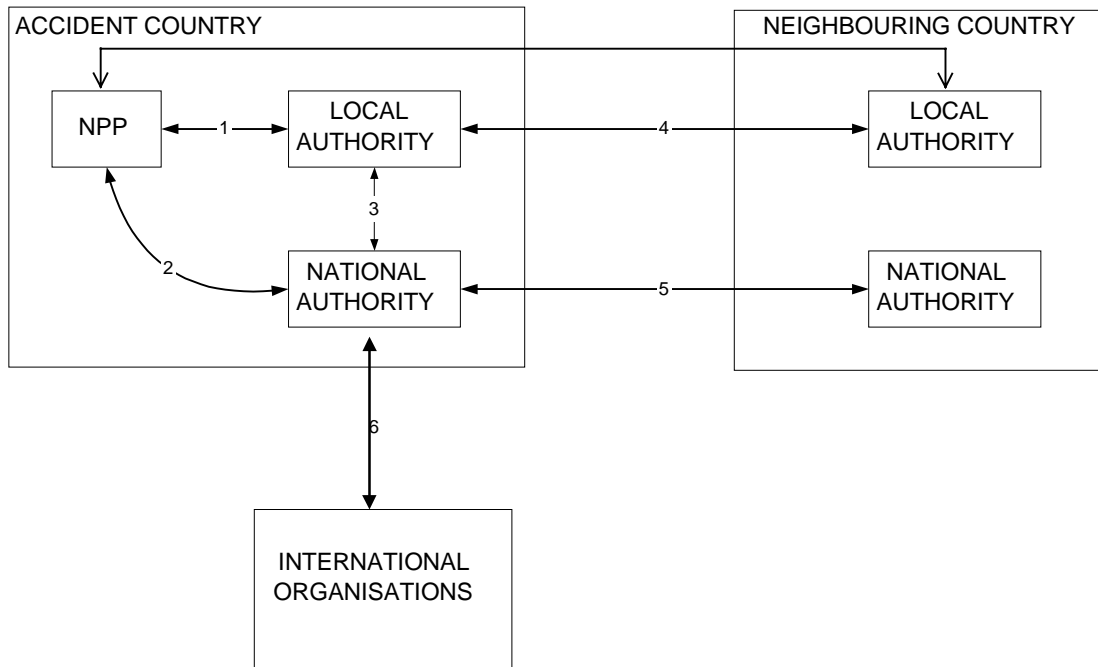 ACCIDENT COUNTRY
NEIGHBOURING COUNTRY
NPP
1
LOCAL
AUTHORITY
4
LOCAL
AUTHORITY
3
2
NATIONAL
AUTHORITY
5
NATIONAL
AUTHORITY
6
INTERNATIONAL
ORGANISATIONS